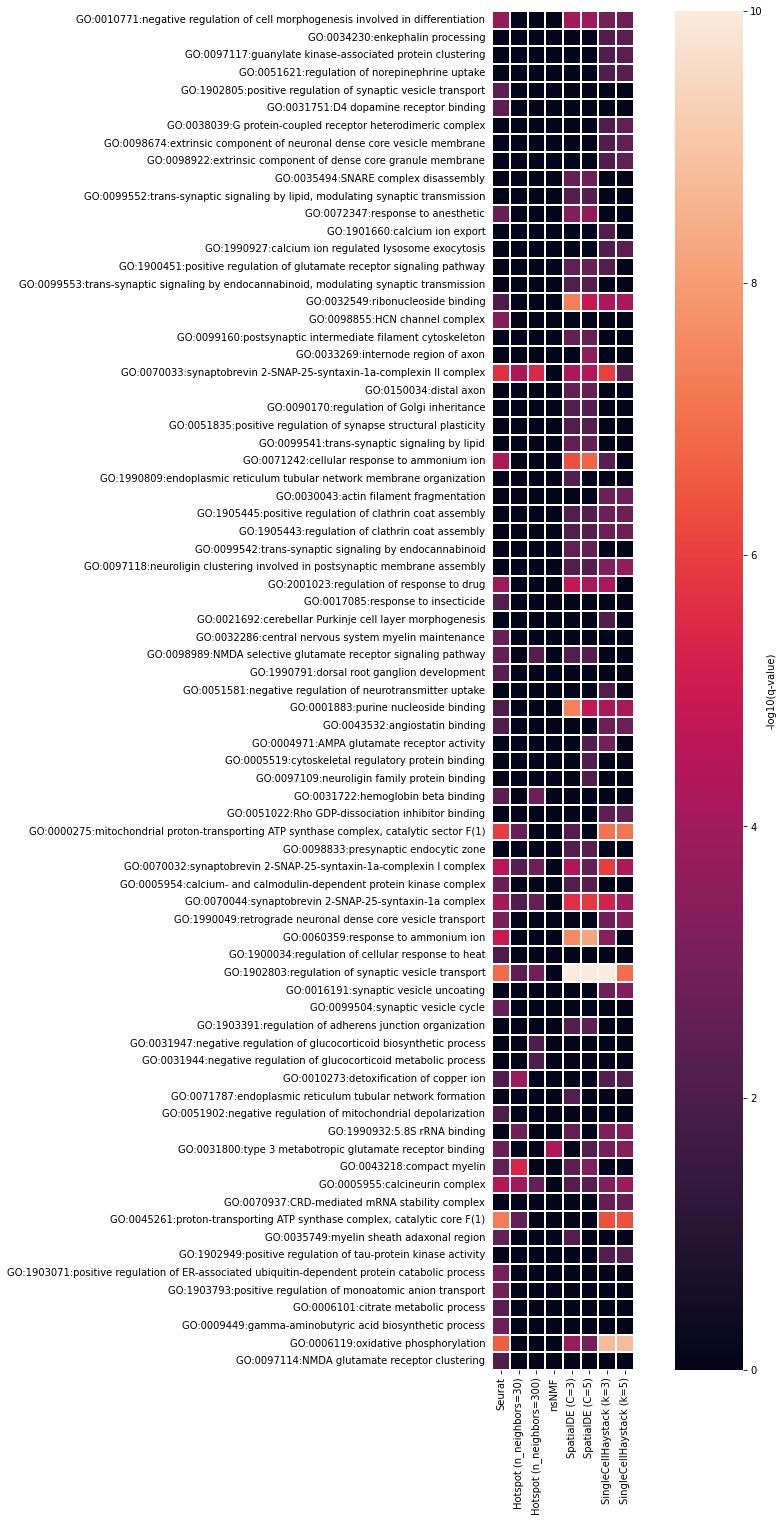 GO:0010771:negative regulation of cell morphogenesis involved in differentiation
GO:0034230:enkephalin processing
GO:0097117:guanylate kinase-associated protein clustering
GO:0051621:regulation of norepinephrine uptake
GO:1902805:positive regulation of synaptic vesicle transport
GO:0031751:D4 dopamine receptor binding
GO:0038039:G protein-coupled receptor heterodimeric complex
GO:0098674:extrinsic component of neuronal dense core vesicle membrane
GO:0098922:extrinsic component of dense core granule membrane
GO:0035494:SNARE complex disassembly
GO:0099552:trans-synaptic signaling by lipid, modulating synaptic transmission
GO:0072347:response to anesthetic
GO:1901660:calcium ion export
GO:1990927:calcium ion regulated lysosome exocytosis
GO:1900451:positive regulation of glutamate receptor signaling pathway
GO:0099553:trans-synaptic signaling by endocannabinoid, modulating synaptic transmission
GO:0032549:ribonucleoside binding
GO:0098855:HCN channel complex
GO:0099160:postsynaptic intermediate filament cytoskeleton
GO:0033269:internode region of axon
GO:0070033:synaptobrevin 2-SNAP-25-syntaxin-1a-complexin II complex
GO:0150034:distal axon
GO:0090170:regulation of Golgi inheritance
GO:0051835:positive regulation of synapse structural plasticity
GO:0099541:trans-synaptic signaling by lipid
GO:0071242:cellular response to ammonium ion
GO:1990809:endoplasmic reticulum tubular network membrane organization
GO:0030043:actin filament fragmentation
GO:1905445:positive regulation of clathrin coat assembly
GO:1905443:regulation of clathrin coat assembly
GO:0099542:trans-synaptic signaling by endocannabinoid
GO:0097118:neuroligin clustering involved in postsynaptic membrane assembly
GO:2001023:regulation of response to drug
GO:0017085:response to insecticide
GO:0021692:cerebellar Purkinje cell layer morphogenesis
GO:0032286:central nervous system myelin maintenance
GO:0098989:NMDA selective glutamate receptor signaling pathway
GO:1990791:dorsal root ganglion development
GO:0051581:negative regulation of neurotransmitter uptake
GO:0001883:purine nucleoside binding
GO:0043532:angiostatin binding
GO:0004971:AMPA glutamate receptor activity
GO:0005519:cytoskeletal regulatory protein binding
GO:0097109:neuroligin family protein binding
GO:0031722:hemoglobin beta binding
GO:0051022:Rho GDP-dissociation inhibitor binding
GO:0000275:mitochondrial proton-transporting ATP synthase complex, catalytic sector F(1)
GO:0098833:presynaptic endocytic zone
GO:0070032:synaptobrevin 2-SNAP-25-syntaxin-1a-complexin I complex
GO:0005954:calcium- and calmodulin-dependent protein kinase complex
GO:0070044:synaptobrevin 2-SNAP-25-syntaxin-1a complex
GO:1990049:retrograde neuronal dense core vesicle transport
GO:0060359:response to ammonium ion
GO:1900034:regulation of cellular response to heat
GO:1902803:regulation of synaptic vesicle transport
GO:0016191:synaptic vesicle uncoating
GO:0099504:synaptic vesicle cycle
GO:1903391:regulation of adherens junction organization
GO:0031947:negative regulation of glucocorticoid biosynthetic process
GO:0031944:negative regulation of glucocorticoid metabolic process
GO:0010273:detoxification of copper ion
GO:0071787:endoplasmic reticulum tubular network formation
GO:0051902:negative regulation of mitochondrial depolarization
GO:1990932:5.8S rRNA binding
GO:0031800:type 3 metabotropic glutamate receptor binding
GO:0043218:compact myelin
GO:0005955:calcineurin complex
GO:0070937:CRD-mediated mRNA stability complex
GO:0045261:proton-transporting ATP synthase complex, catalytic core F(1)
GO:0035749:myelin sheath adaxonal region
GO:1902949:positive regulation of tau-protein kinase activity
GO:1903071:positive regulation of ER-associated ubiquitin-dependent protein catabolic process
GO:1903793:positive regulation of monoatomic anion transport
GO:0006101:citrate metabolic process
GO:0009449:gamma-aminobutyric acid biosynthetic process
GO:0006119:oxidative phosphorylation
GO:0097114:NMDA glutamate receptor clustering
Seurat
Hotspot (n_neighbors=30)
Hotspot (n_neighbors=300)
nsNMF
SpatialDE (C=3)
SpatialDE (C=5)
SingleCellHaystack (k=3)
SingleCellHaystack (k=5)
10
8
6
4
2
0
-log10(q-value)